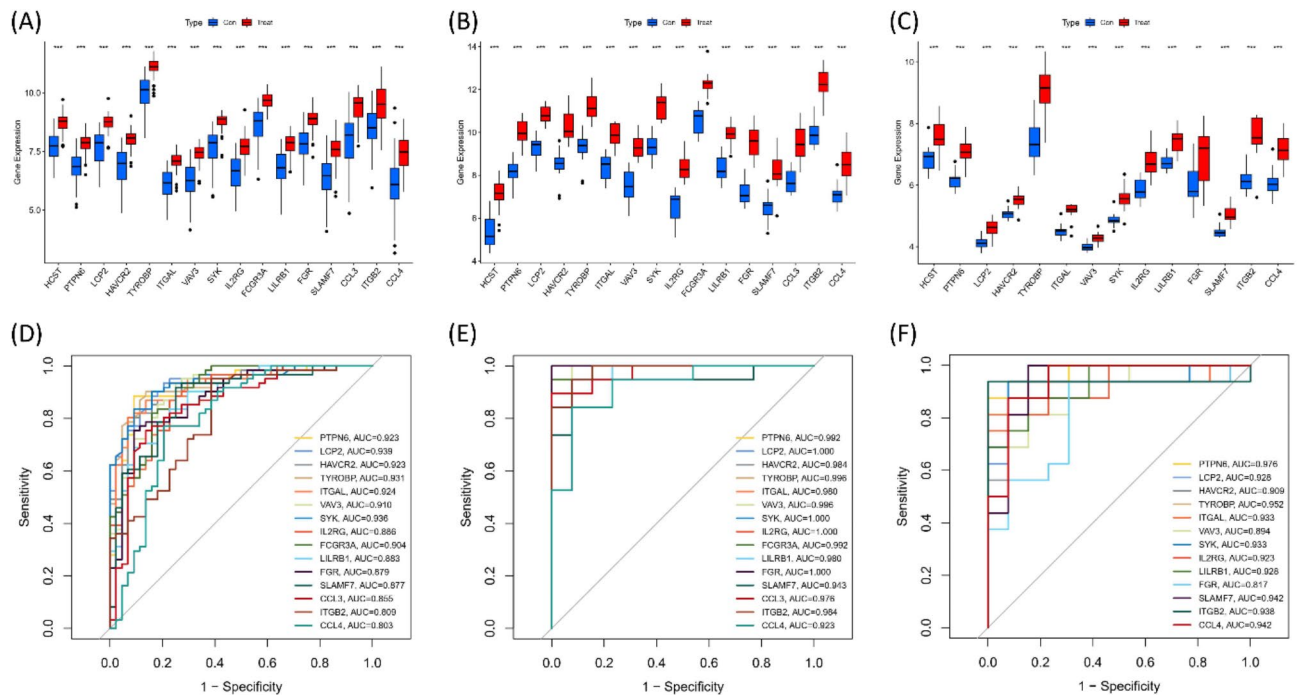 (A)
Type Con Treat
*** *** *** *** *** *** *** *** *** *** *** *** *** *** *** ***
Gene Expression
10.0
7.5
5.0
HCST PTPN6 LCP2 HAVCR2 TYROBP ITGAL VAV3 SYK IL2RG FCGR3A LILRB1 FGR SLAMF7 CCL3 ITGB2 CCL4
(B)
Type Con Treat
*** *** *** *** *** *** *** *** *** *** *** *** *** *** *** ***
Gene Expression
14
12
10
8
6
4
HCST PTPN6 LCP2 HAVCR2 TYROBP ITGAL VAV3 SYK IL2RG FCGR3A LILRB1 FGR SLAMF7 CCL3 ITGB2 CCL4
(C)
Type Con Treat
*** *** *** *** *** *** *** *** *** *** ** *** *** ***
Gene Expression
10
8
6
4
HCST PTPN6 LCP2 HAVCR2 TYROBP ITGAL VAV3 SYK IL2RG LILRB1 FGR SLAMF7 ITGB2 CCL4
(D)
Sensitivity
1.0
0.8
0.6
0.4
0.2
0.0
PTPN6, AUC=0.923
LCP2, AUC=0.939
HAVCR2, AUC=0.923
TYROBP, AUC=0.931
ITGAL, AUC=0.924
VAV3, AUC=0.910
SYK, AUC=0.936
IL2RG, AUC=0.886
FCGR3A, AUC=0.904
LILRB1, AUC=0.883
FGR, AUC=0.879
SLAMF7, AUC=0.877
CCL3, AUC=0.855
ITGB2, AUC=0.809
CCL4, AUC=0.803
0.0 0.2 0.4 0.6 0.8 1.0
1 − Specificity
(E)
Sensitivity
1.0
0.8
0.6
0.4
0.2
0.0
PTPN6, AUC=0.992
LCP2, AUC=1.000
HAVCR2, AUC=0.984
TYROBP, AUC=0.996
ITGAL, AUC=0.980
VAV3, AUC=0.996
SYK, AUC=1.000
IL2RG, AUC=1.000
FCGR3A, AUC=0.992
LILRB1, AUC=0.980
FGR, AUC=1.000
SLAMF7, AUC=0.943
CCL3, AUC=0.976
ITGB2, AUC=0.984
CCL4, AUC=0.923
0.0 0.2 0.4 0.6 0.8 1.0
1 − Specificity
(F)
Sensitivity
1.0
0.8
0.6
0.4
0.2
0.0
PTPN6, AUC=0.976
LCP2, AUC=0.928
HAVCR2, AUC=0.909
TYROBP, AUC=0.952
ITGAL, AUC=0.933
VAV3, AUC=0.894
SYK, AUC=0.933
IL2RG, AUC=0.923
LILRB1, AUC=0.928
FGR, AUC=0.817
SLAMF7, AUC=0.942
ITGB2, AUC=0.938
CCL4, AUC=0.942
0.0 0.2 0.4 0.6 0.8 1.0
1 − Specificity